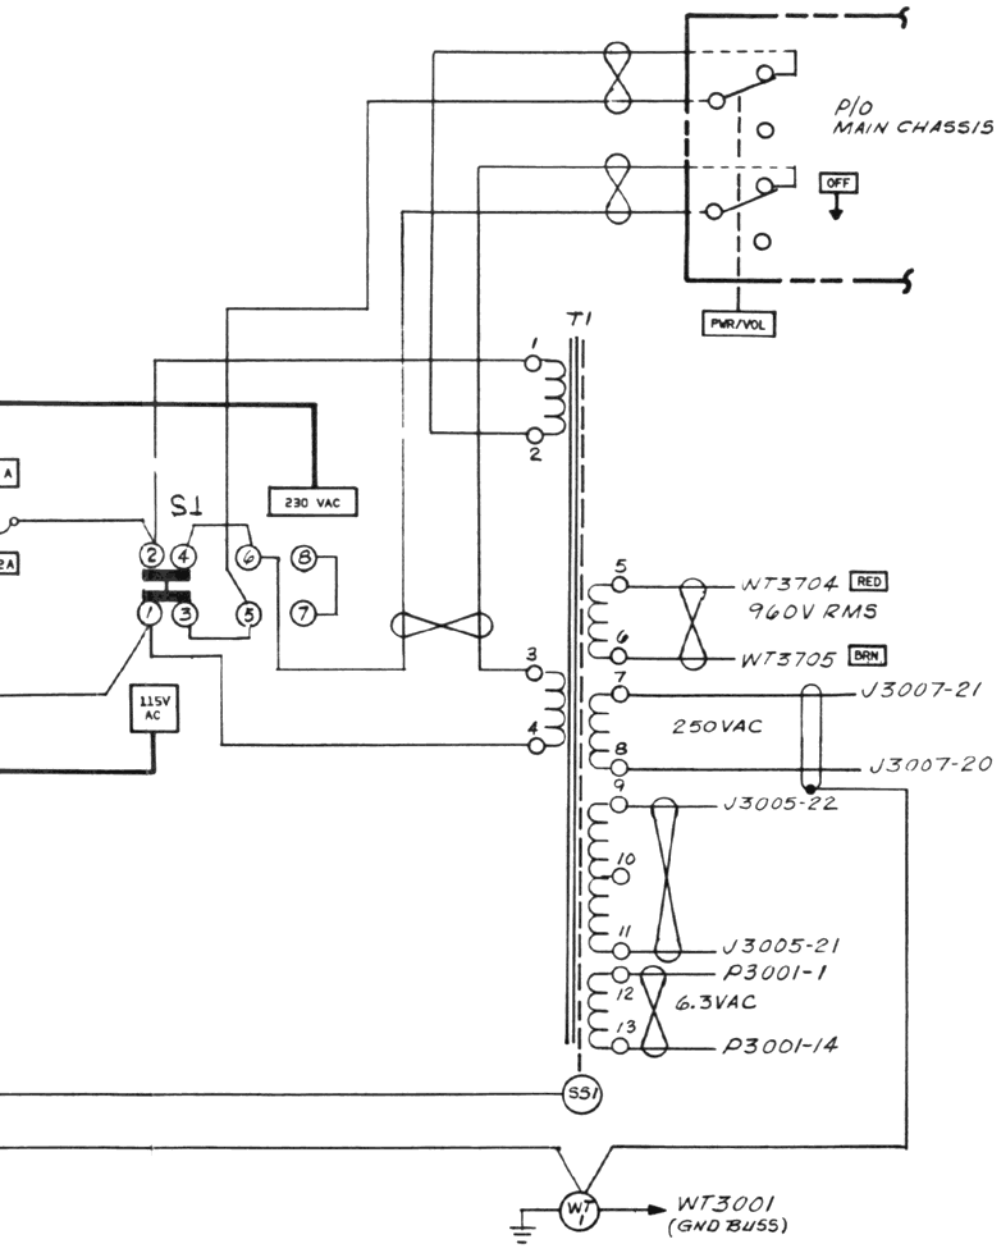 P/O
MAIN CHASSIS
OFF
PWR/VOL
T1
1
2
A
230 VAC
S1
2 4 6 8
2A
1 3 5 7
115V
AC
3
4
5
WT3704 RED
960V RMS
6
WT3705 BRN
7
J3007-21
250VAC
8
J3007-20
9
J3005-22
10
11
J3005-21
P3001-1
12
6.3VAC
13
P3001-14
SS1
WT
1
WT3001
(GND BUSS)